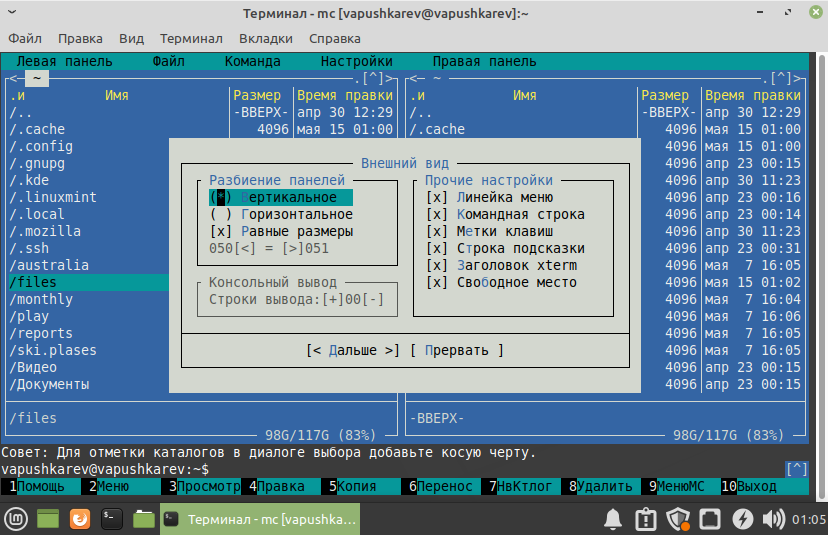 Терминал - mc [vapushkarev@vapushkarev]:~
Файл Правка Вид Терминал Вкладки Справка
Левая панель Файл Команда Настройки Правая панель
<─ ~ .[^]> <─ ~ .[^]>
.и Имя Размер Время правки .и Имя Размер Время правки
/.. -ВВЕРХ- апр 30 12:29 /.. -ВВЕРХ- апр 30 12:29
/.cache 4096 мая 15 01:00 /.cache 4096 мая 15 01:00
/.config 4096 мая 15 01:00
/.gnupg 4096 апр 23 00:15
/.kde 4096 апр 30 11:23
/.linuxmint 4096 апр 23 00:16
/.local 4096 апр 23 00:14
/.mozilla 4096 апр 30 11:23
/.ssh 4096 апр 23 00:31
/australia 4096 мая 7 16:05
/files 4096 мая 15 01:02
/monthly 4096 мая 7 16:04
/play 4096 мая 7 16:06
/reports 4096 мая 7 16:05
/ski.plases 4096 мая 7 16:05
/Видео 4096 апр 23 00:15
/Документы 4096 апр 23 00:15
Внешний вид
Разбиение панелей
(*) Вертикальное
( ) Горизонтальное
[x] Равные размеры
050[<] = [>]051
Консольный вывод
Строки вывода:[+]00[-]
Прочие настройки
[x] Линейка меню
[x] Командная строка
[x] Метки клавиш
[x] Строка подсказки
[x] Заголовок xterm
[x] Свободное место
[< Дальше >] [ Прервать ]
/files -ВВЕРХ-
98G/117G (83%) 98G/117G (83%)
Совет: Для отметки каталогов в диалоге выбора добавьте косую черту.
vapushkarev@vapushkarev:~$ [^]
1Помощь 2Меню 3Просмотр 4Правка 5Копия 6Перенос 7НвКтлог 8Удалить 9МенюМС 10Выход
Терминал - mc [vapushka... 01:05